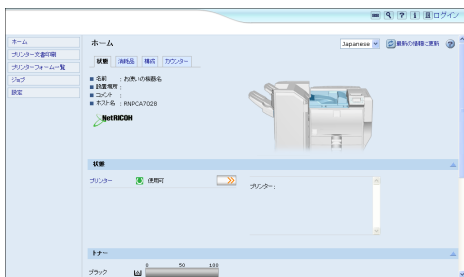 ログイン
ホーム
プリンター文書印刷
プリンターフォーム一覧
ジョブ
設定
ホーム
Japanese
最新の情報に更新
状態 消耗品 構成 カウンター
名前 : お使いの機器名
設置場所 :
コメント :
ホスト名 : RNPCA7028
NetRICOH
状態
プリンター 使用可
プリンター :
トナー
0 50 100
ブラック